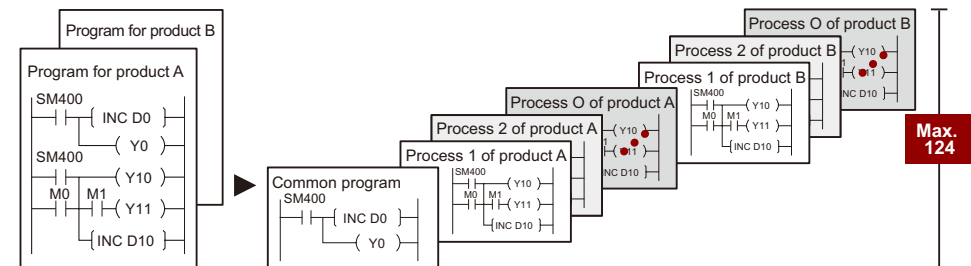 Program for product B
Program for product A
SM400
INC D0
Y0
SM400
Y10
M0 M1
Y11
INC D10
Common program
SM400
INC D0
Y0
Process 1 of product A
SM400
Y10
M0 M1
Y11
INC D10
Process 2 of product A
Process O of product A
Y10
NC D10
Process 1 of product B
SM400
Y10
M0 M1
Y11
INC D10
Process 2 of product B
Process O of product B
Y10
NC D10
Max.
124